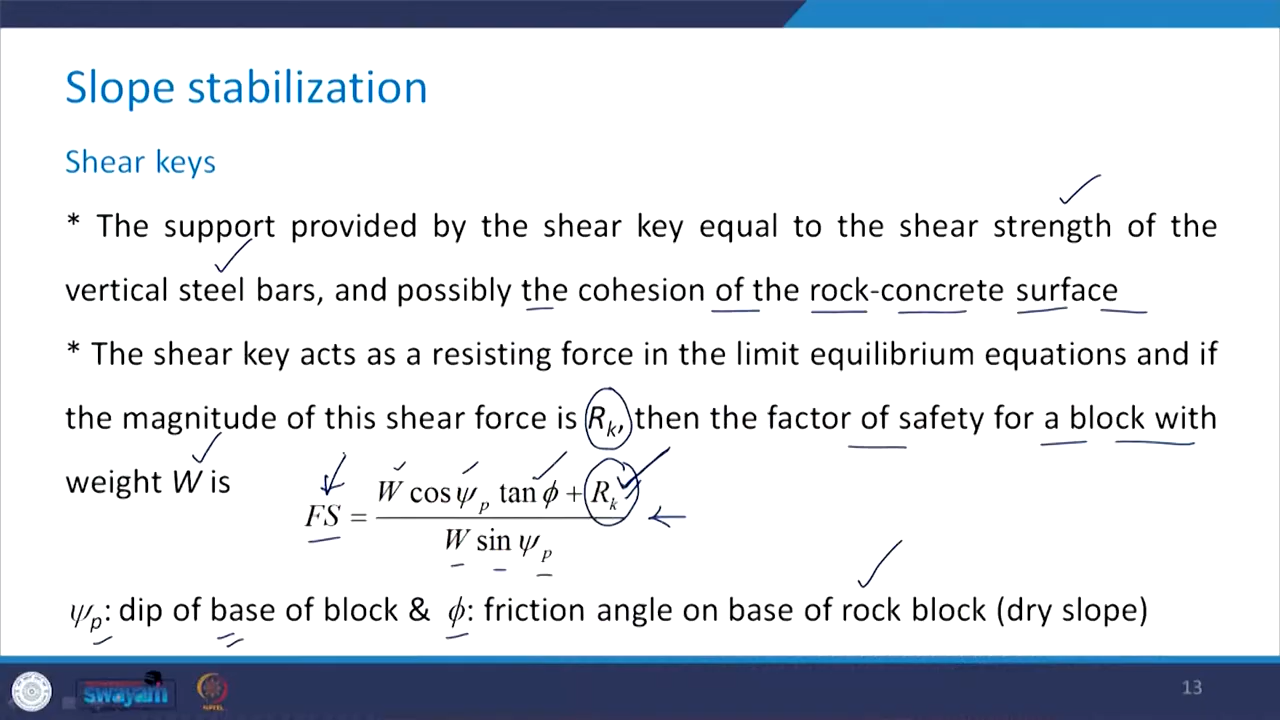 Slope stabilization
Shear keys
* The support provided by the shear key equal to the shear strength of the
vertical steel bars, and possibly the cohesion of the rock-concrete surface
* The shear key acts as a resisting force in the limit equilibrium equations and if
the magnitude of this shear force is Rₖ, then the factor of safety for a block with
weight W is
FS = (W cos ψₚ tan ϕ + Rₖ) / (W sin ψₚ)
ψₚ: dip of base of block & ϕ: friction angle on base of rock block (dry slope)
swayam
13